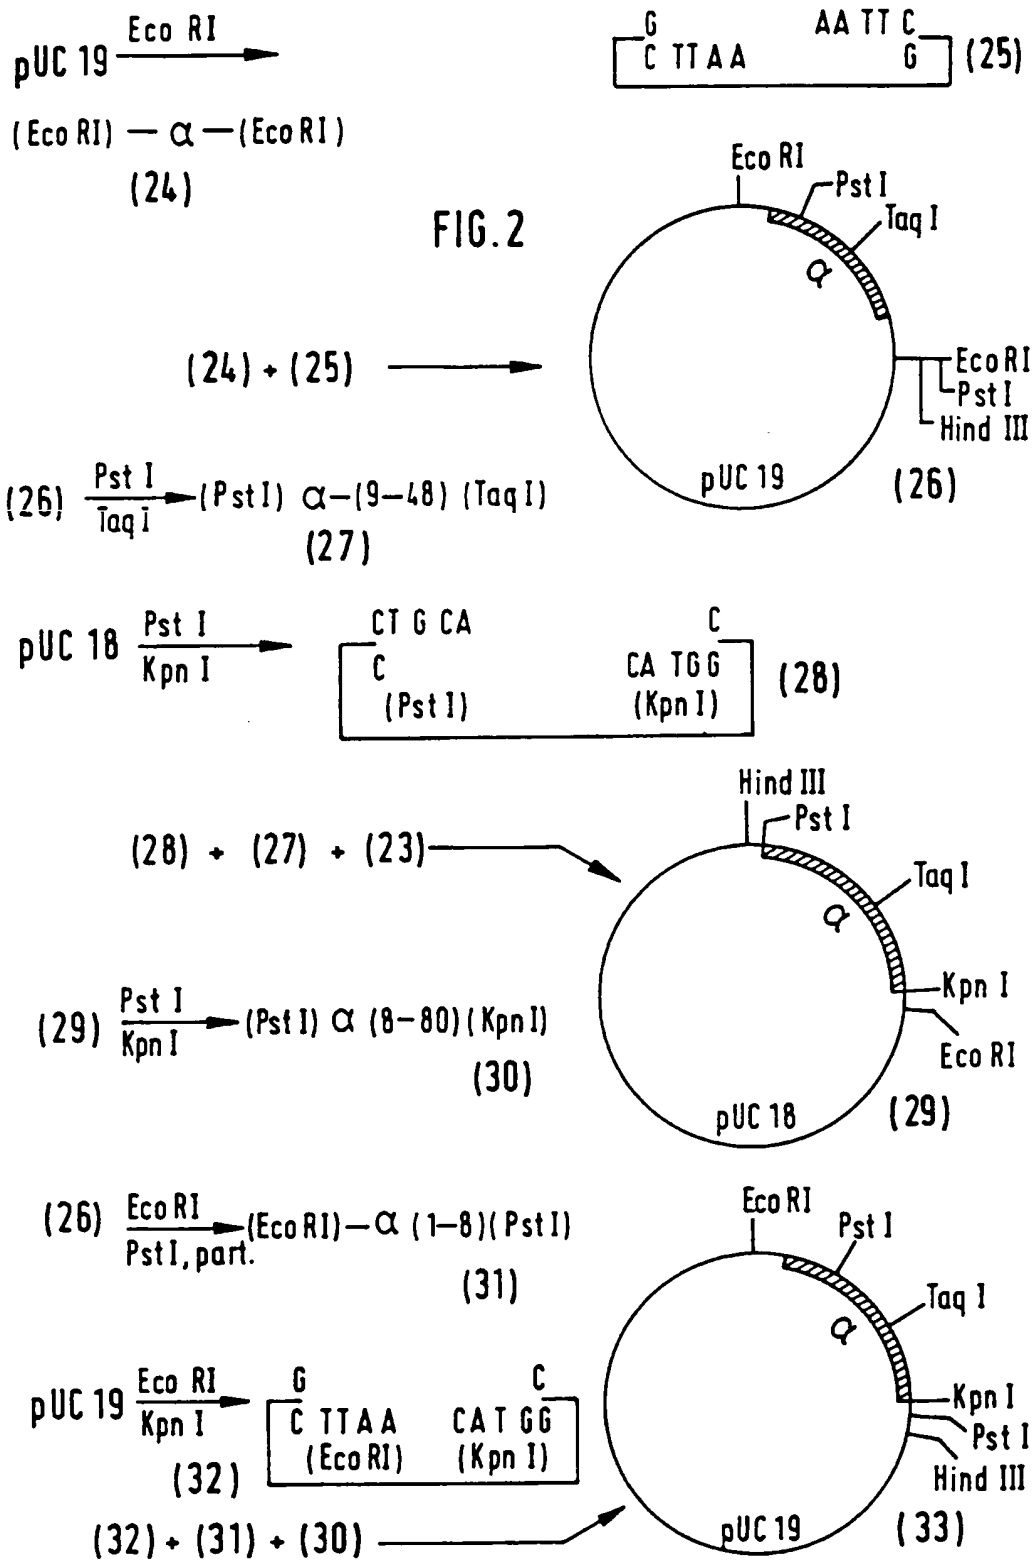 Eco RI
pUC 19
G AA TT C
C TT A A G (25)
(Eco RI) — α — (Eco RI)
(24)
FIG. 2
Eco RI
Pst I
Taq I
α
(24) + (25)
Eco RI
Pst I
Hind III
pUC 19
(26)
(26) Pst I
Taq I
(Pst I) α-(9-48) (Taq I)
(27)
pUC 18 Pst I
Kpn I
CT G CA C
C CA TG G
(Pst I) (Kpn I)
(28)
(28) + (27) + (23)
Hind III
Pst I
Taq I
α
Kpn I
Eco RI
pUC 18
(29)
(29) Pst I
Kpn I
(Pst I) α (8-80) (Kpn I)
(30)
(26) Eco RI
Pst I, part.
(Eco RI) — α (1-8) (Pst I)
(31)
Eco RI
Pst I
Taq I
α
Kpn I
Pst I
Hind III
pUC 19
(33)
pUC 19 Eco RI
Kpn I
G C
C TT A A CA T G G
(Eco RI) (Kpn I)
(32)
(32) + (31) + (30)